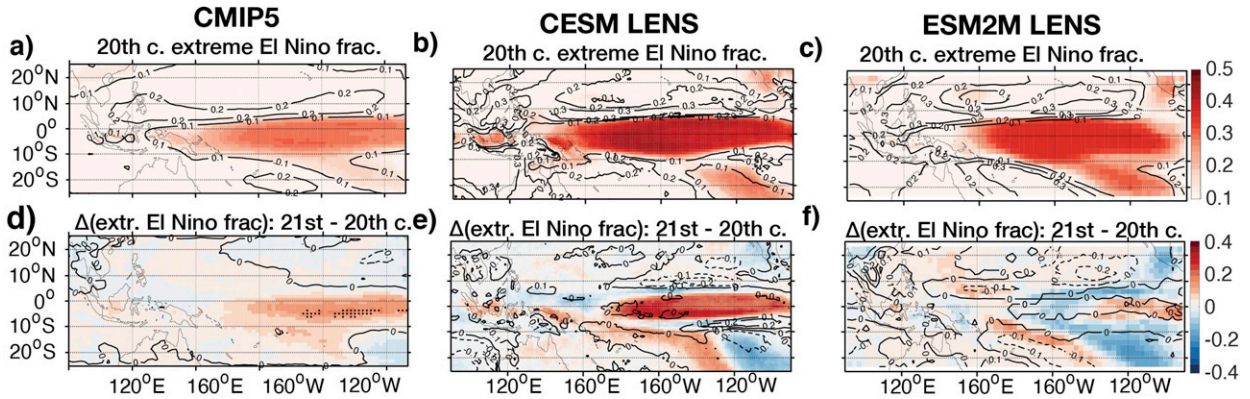 CMIP5
CESM LENS
ESM2M LENS
a)
20th c. extreme El Nino frac.
b)
20th c. extreme El Nino frac.
c)
20th c. extreme El Nino frac.
20°N
10°N
0°
10°S
20°S
0.5
0.4
0.3
0.2
0.1
d)
Δ(extr. El Nino frac): 21st - 20th c.
e)
Δ(extr. El Nino frac): 21st - 20th c.
f)
Δ(extr. El Nino frac): 21st - 20th c.
20°N
10°N
0°
10°S
20°S
0.4
0.2
0
-0.2
-0.4
120°E 160°E 160°W 120°W
120°E 160°E 160°W 120°W
120°E 160°E 160°W 120°W